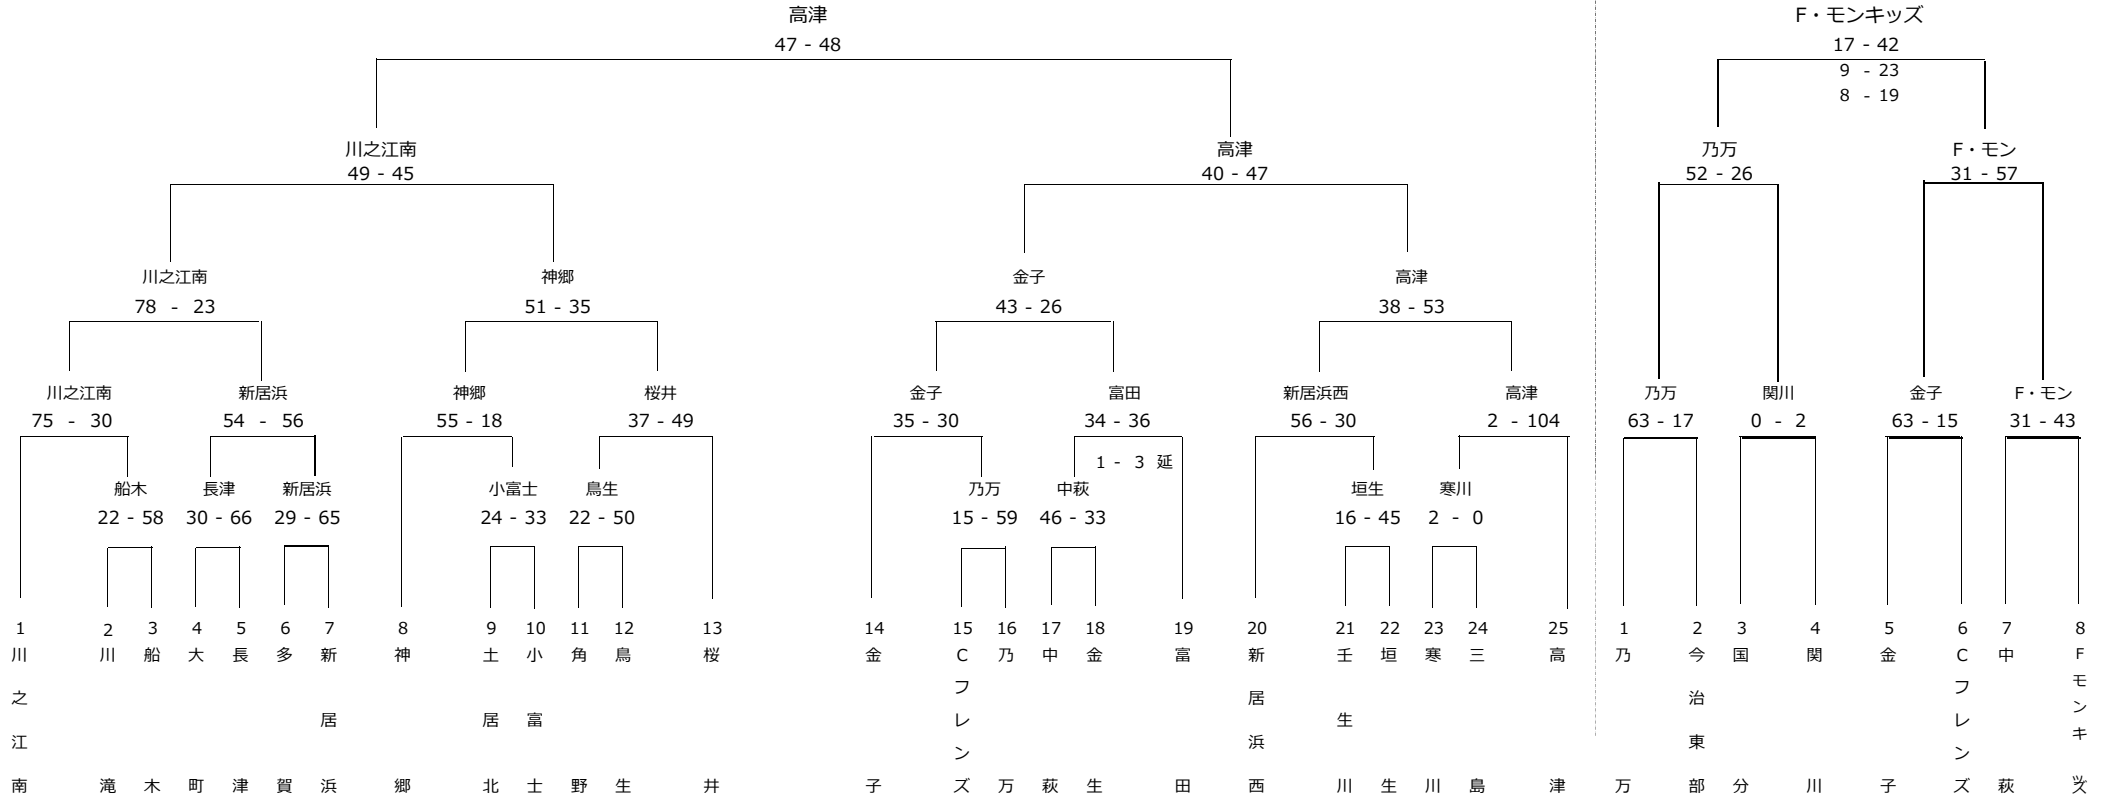 高津 F・モンキッズ
47 - 48 17 - 42
9 - 23
8 - 19
川之江南 高津 乃万 F・モン
49 - 45 40 - 47 52 - 26 31 - 57
川之江南 神郷 金子 高津
78 - 23 51 - 35 43 - 26 38 - 53
川之江南 新居浜 神郷 桜井 金子 富田 新居浜西 高津 乃万 関川 金子 F・モン
75 - 30 54 - 56 55 - 18 37 - 49 35 - 30 34 - 36 56 - 30 2 - 104 63 - 17 0 - 2 63 - 15 31 - 43
1 - 3 延
船木 長津 新居浜 小富士 鳥生 乃万 中萩 垣生 寒川
22 - 58 30 - 66 29 - 65 24 - 33 22 - 50 15 - 59 46 - 33 16 - 45 2 - 0
1 川之江南
2 川滝
3 船木
4 大町
5 長津
6 多賀
7 新居浜
8 神郷
9 土居北
10 小富士
11 角野
12 鳥生
13 桜井
14 金子
15 Cフレンズ
16 乃万
17 中萩
18 金生
19 富田
20 新居浜西
21 壬生川
22 垣生
23 寒川
24 三島
25 高津
1 乃万
2 今治東部
3 国分
4 関川
5 金子
6 Cフレンズ
7 中萩
8 Fモンキッズ